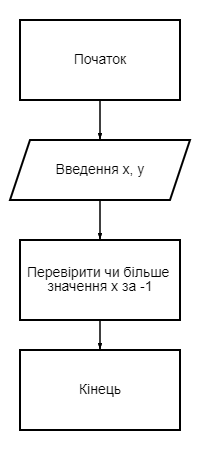 Початок
Введення x, y
Перевірити чи більше
значення x за -1
Кінець